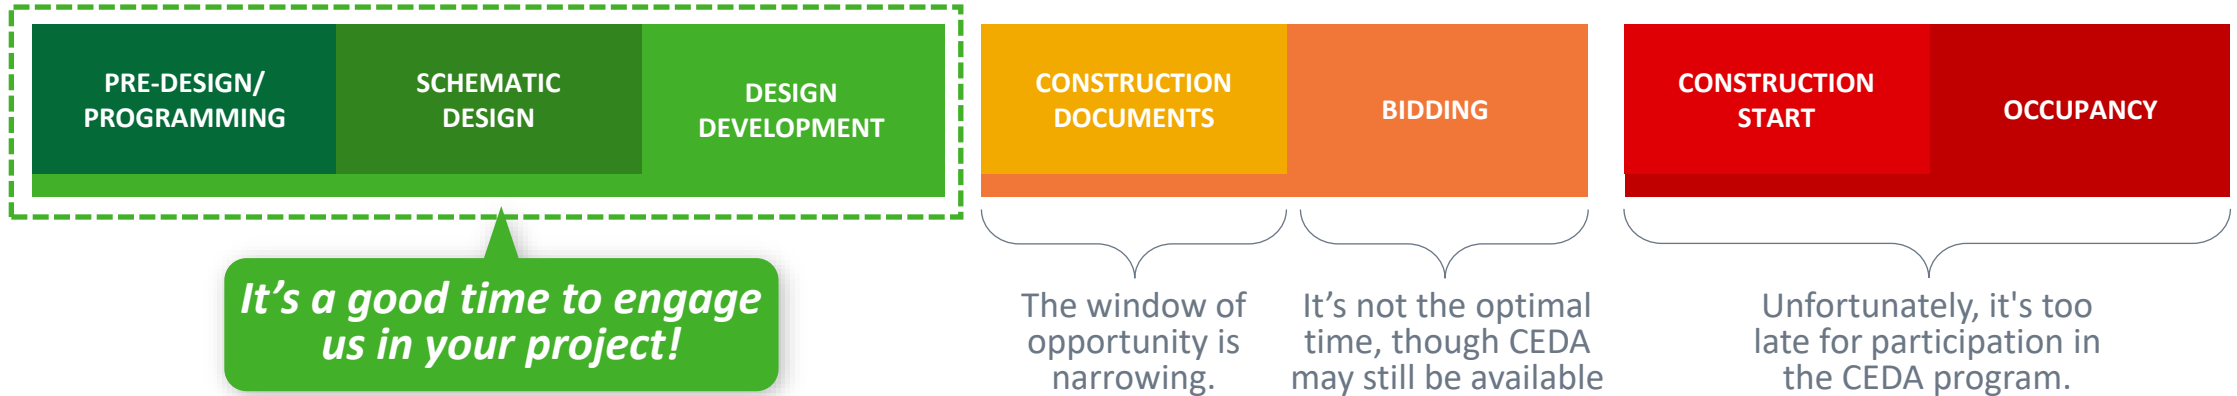 PRE-DESIGN/
PROGRAMMING
SCHEMATIC
DESIGN
DESIGN
DEVELOPMENT
CONSTRUCTION
DOCUMENTS
BIDDING
CONSTRUCTION
START
OCCUPANCY
It’s a good time to engage
us in your project!
The window of
opportunity is
narrowing.
It’s not the optimal
time, though CEDA
may still be available
Unfortunately, it's too
late for participation in
the CEDA program.